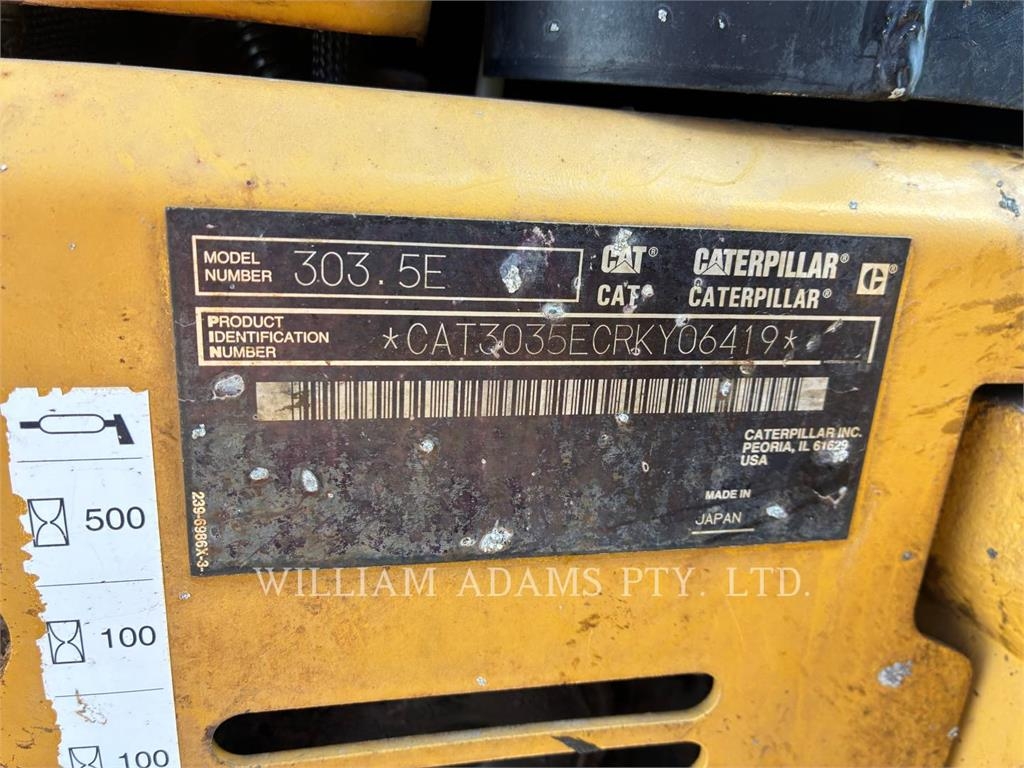 MODEL NUMBER 303.5E
CAT® CATERPILLAR®
CAT® CATERPILLAR®
PRODUCT IDENTIFICATION NUMBER *CAT3035ECRKY06419*
CATERPILLAR INC.
PEORIA, IL 61629
USA
MADE IN
JAPAN
239-6986X-3
500
100
100
WILLIAM ADAMS PTY. LTD.